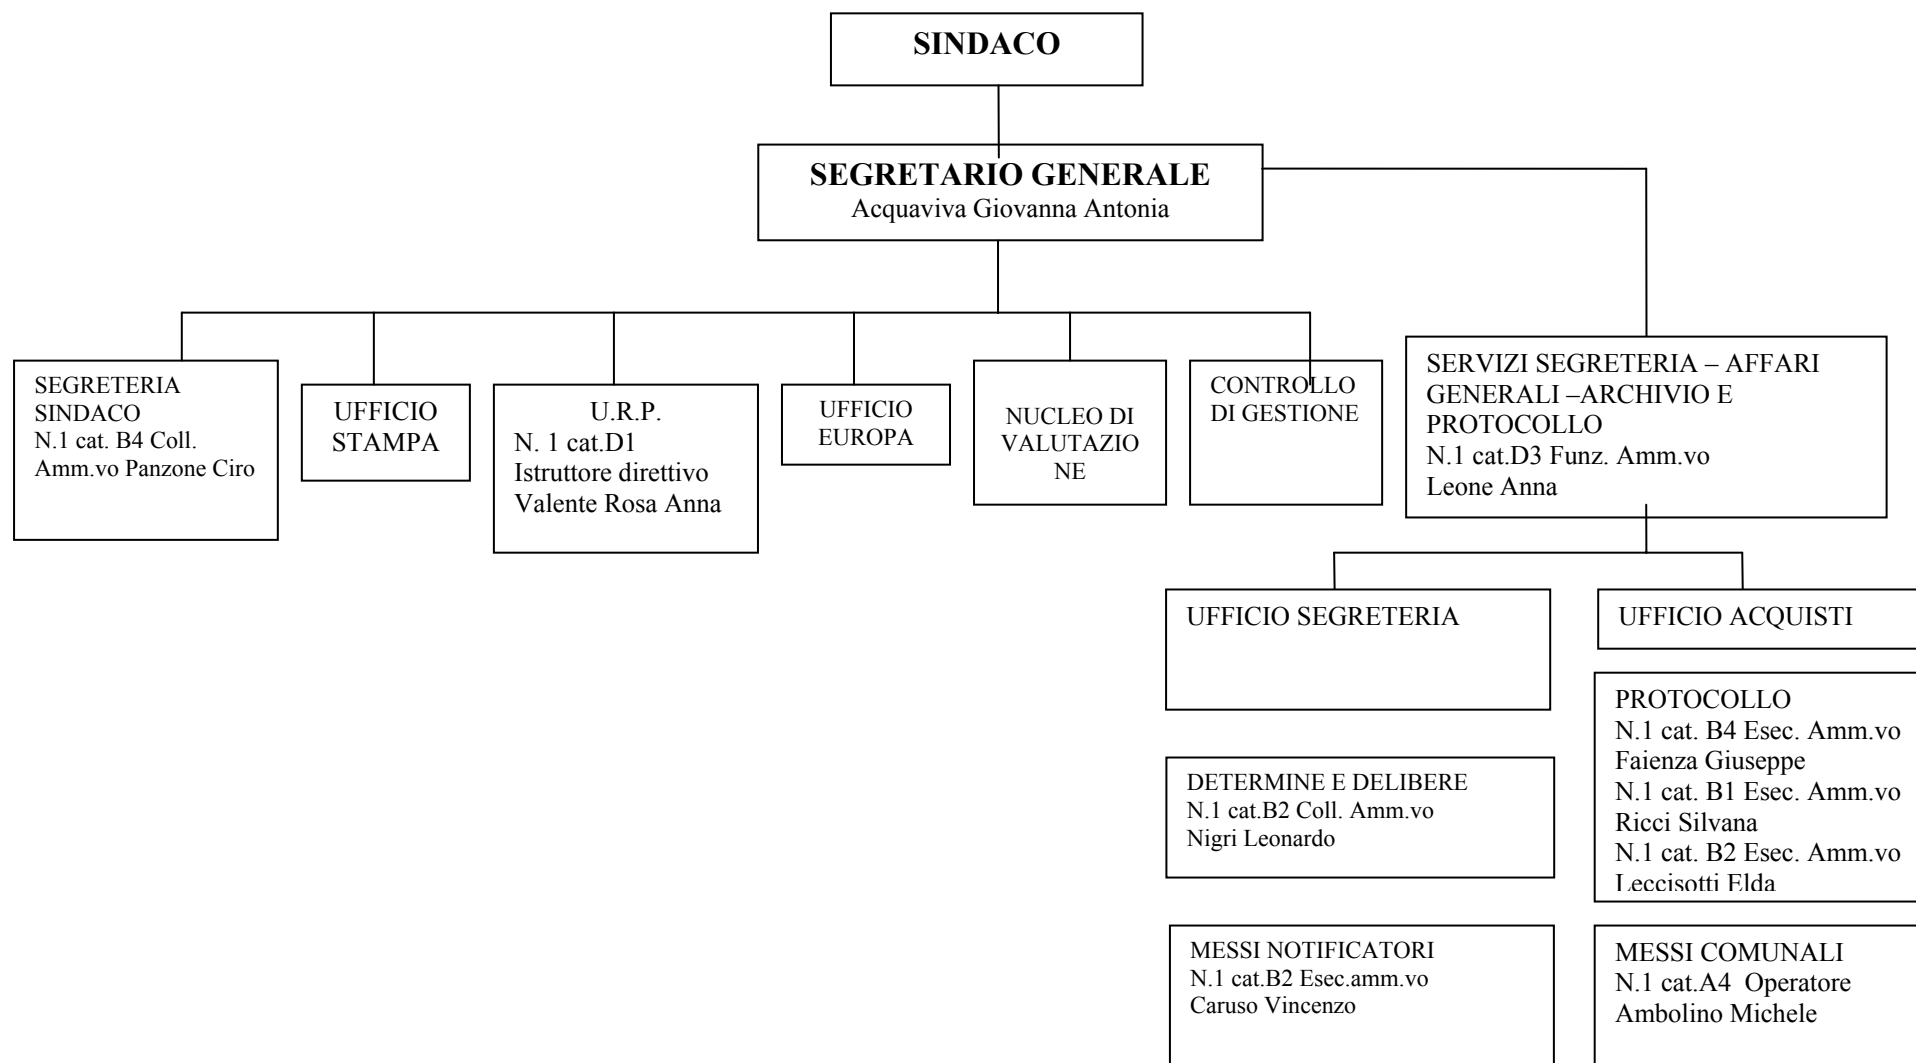 SINDACO
SEGRETARIO GENERALE
Acquaviva Giovanna Antonia
SEGRETERIA
SINDACO
N.1 cat. B4 Coll.
Amm.vo Panzone Ciro
UFFICIO
STAMPA
U.R.P.
N. 1 cat.D1
Istruttore direttivo
Valente Rosa Anna
UFFICIO
EUROPA
NUCLEO DI
VALUTAZIO
NE
CONTROLLO
DI GESTIONE
SERVIZI SEGRETERIA – AFFARI
GENERALI –ARCHIVIO E
PROTOCOLLO
N.1 cat.D3 Funz. Amm.vo
Leone Anna
UFFICIO SEGRETERIA
UFFICIO ACQUISTI
DETERMINE E DELIBERE
N.1 cat.B2 Coll. Amm.vo
Nigri Leonardo
PROTOCOLLO
N.1 cat. B4 Esec. Amm.vo
Faienza Giuseppe
N.1 cat. B1 Esec. Amm.vo
Ricci Silvana
N.1 cat. B2 Esec. Amm.vo
Leccisotti Elda
MESSI NOTIFICATORI
N.1 cat.B2 Esec.amm.vo
Caruso Vincenzo
MESSI COMUNALI
N.1 cat.A4 Operatore
Ambolino Michele